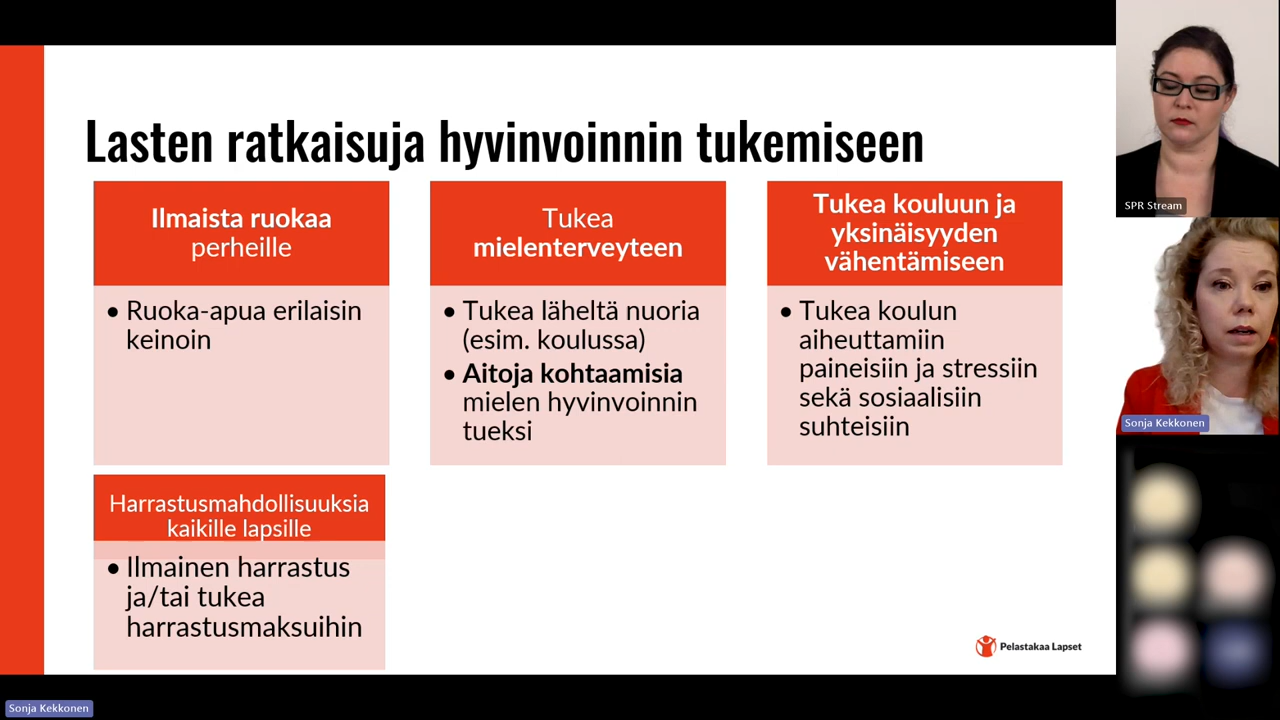 Lasten ratkaisuja hyvinvoinnin tukemiseen
Ilmaista ruokaa
perheille
• Ruoka-apua erilaisin
keinoin
Tukea
mielenterveyteen
• Tukea läheltä nuoria
(esim. koulussa)
• Aitoja kohtaamisia
mielen hyvinvoinnin
tueksi
Tukea kouluun ja
yksinäisyyden
vähentämiseen
• Tukea koulun
aiheuttamiin
paineisiin ja stressiin
sekä sosiaalisiin
suhteisiin
Harrastusmahdollisuuksia
kaikille lapsille
• Ilmainen harrastus
ja/tai tukea
harrastusmaksuihin
Pelastakaa Lapset
SPR Stream
Sonja Kekkonen
Sonja Kekkonen